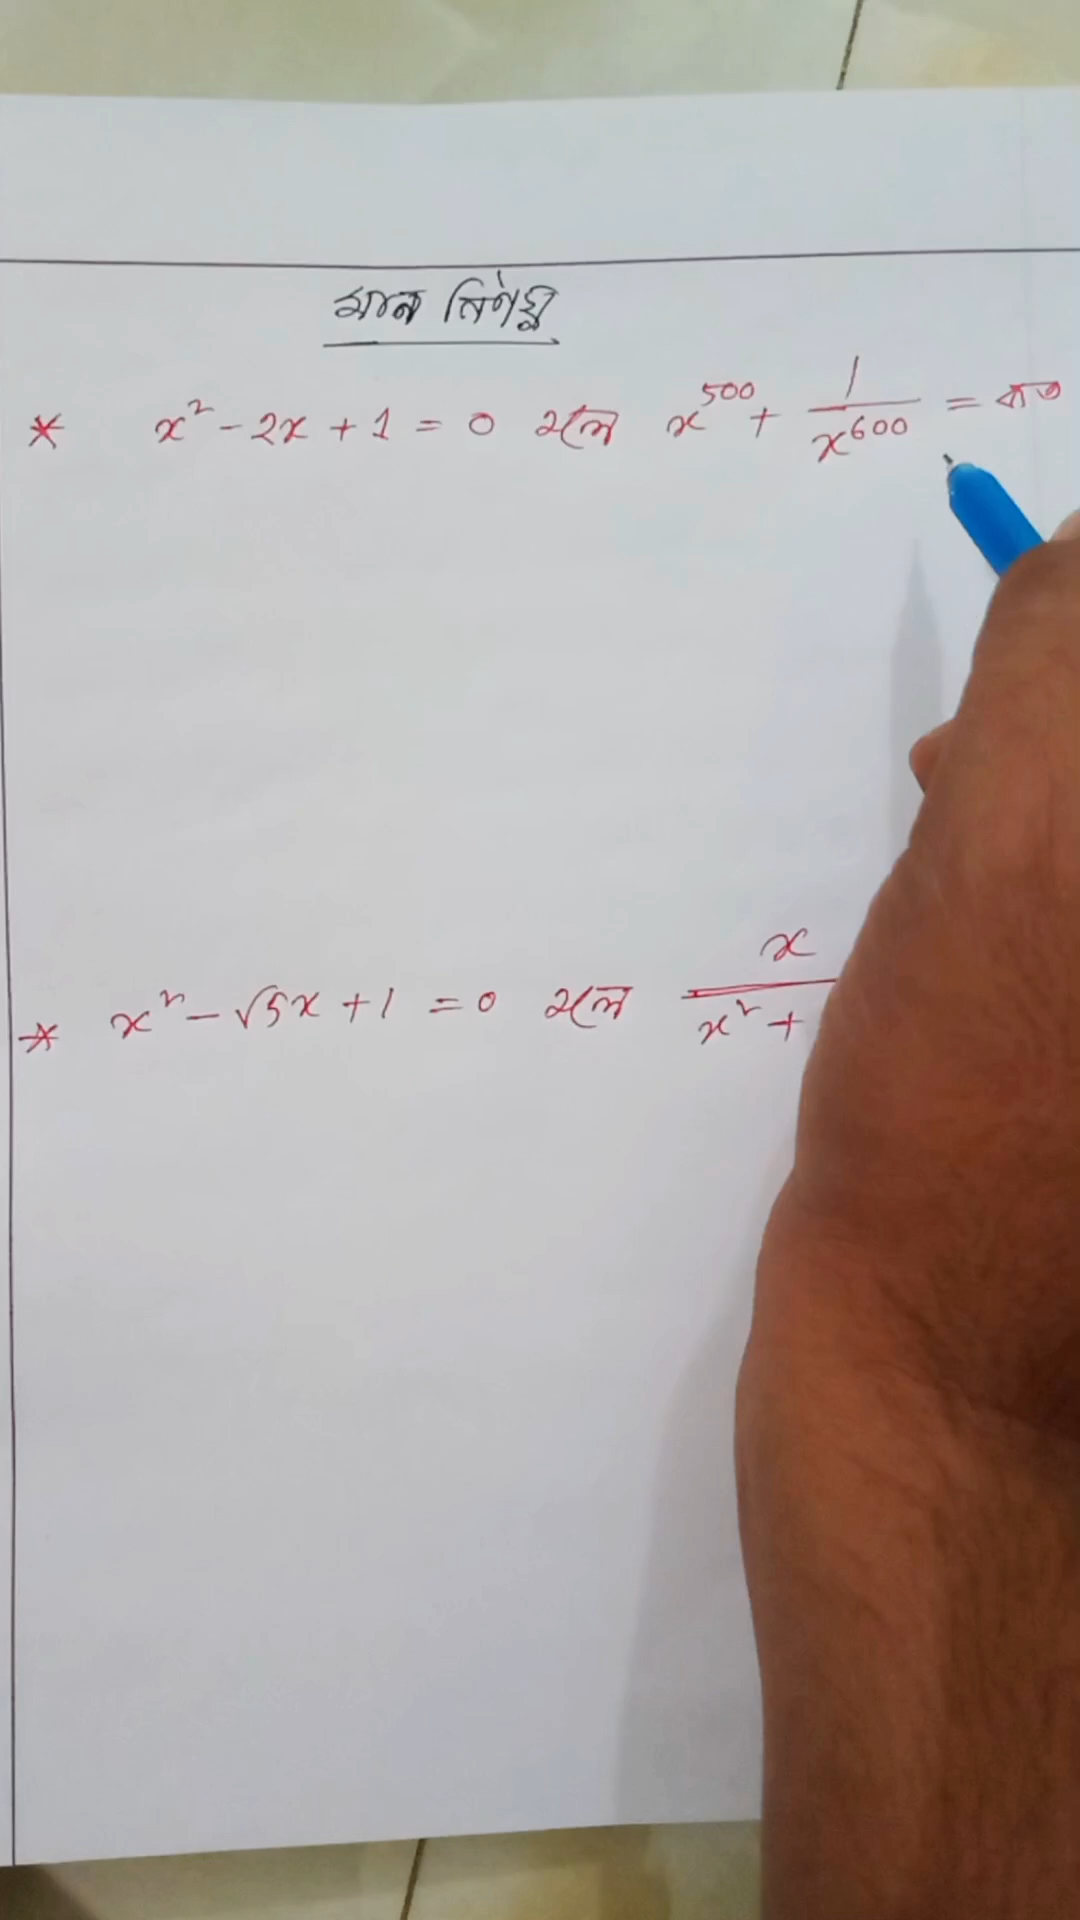 মান নির্ণয়
* x² - 2x + 1 = 0 হলে x⁵⁰⁰ + 1/x⁶⁰⁰ = কত
* x² - √5x + 1 = 0 হলে x/x² +